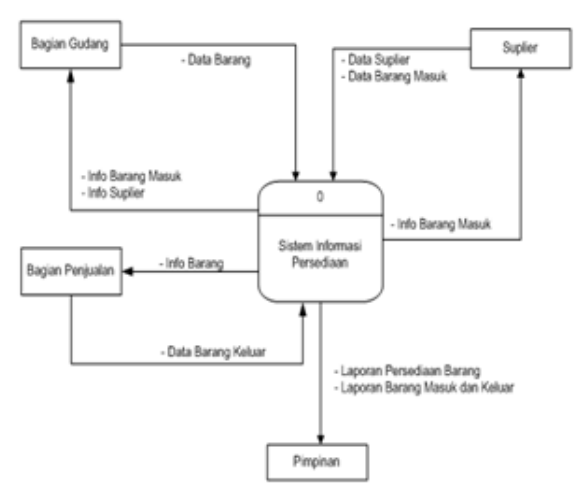 Bagian Gudang
- Data Barang
- Data Suplier
- Data Barang Masuk
Suplier
- Info Barang Masuk
- Info Suplier
0
Sistem Informasi
Persediaan
- Info Barang Masuk
Bagian Penjualan
- Info Barang
- Data Barang Keluar
- Laporan Persediaan Barang
- Laporan Barang Masuk dan Keluar
Pimpinan